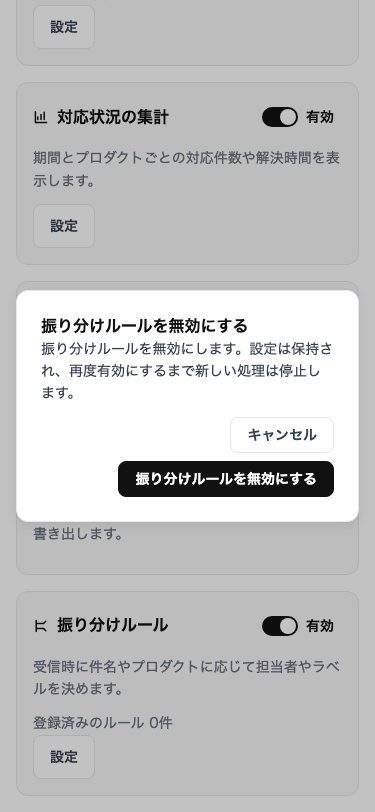 設定
対応状況の集計
有効
期間とプロダクトごとの対応件数や解決時間を表
示します。
設定
振り分けルールを無効にする
振り分けルールを無効にします。設定は保持さ
れ、再度有効にするまで新しい処理は停止し
ます。
キャンセル
振り分けルールを無効にする
書き出します。
振り分けルール
有効
受信時に件名やプロダクトに応じて担当者やラベ
ルを決めます。
登録済みのルール 0件
設定